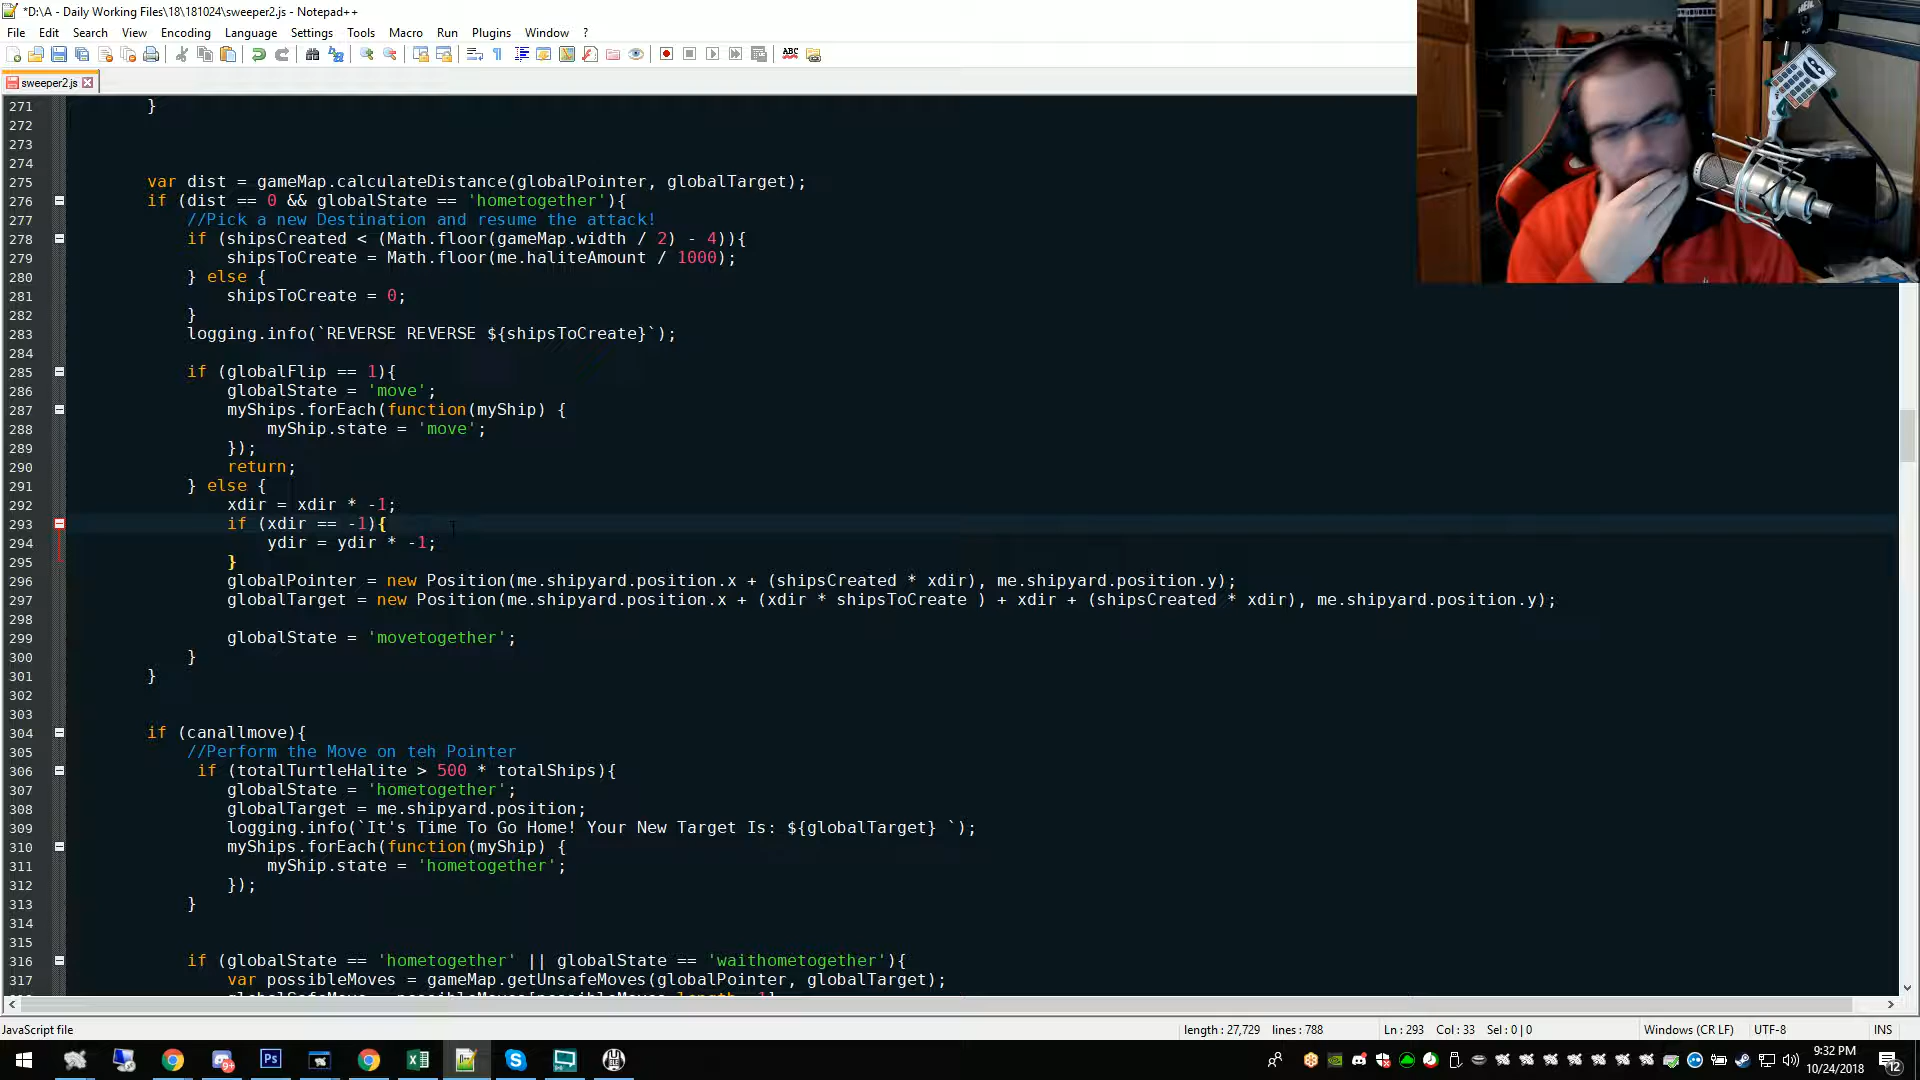 *D:\A - Daily Working Files\18\181024\sweeper2.js - Notepad++
File Edit Search View Encoding Language Settings Tools Macro Run Plugins Window ?
sweeper2.js
271 }
272
273
274
275 var dist = gameMap.calculateDistance(globalPointer, globalTarget);
276 if (dist == 0 && globalState == 'hometogether'){
277 //Pick a new Destination and resume the attack!
278 if (shipsCreated < (Math.floor(gameMap.width / 2) - 4)){
279 shipsToCreate = Math.floor(me.haliteAmount / 1000);
280 } else {
281 shipsToCreate = 0;
282 }
283 logging.info(`REVERSE REVERSE ${shipsToCreate}`);
284
285 if (globalFlip == 1){
286 globalState = 'move';
287 myShips.forEach(function(myShip) {
288 myShip.state = 'move';
289 });
290 return;
291 } else {
292 xdir = xdir * -1;
293 if (xdir == -1){
294 ydir = ydir * -1;
295 }
296 globalPointer = new Position(me.shipyard.position.x + (shipsCreated * xdir), me.shipyard.position.y);
297 globalTarget = new Position(me.shipyard.position.x + (xdir * shipsToCreate ) + xdir + (shipsCreated * xdir), me.shipyard.position.y);
298
299 globalState = 'movetogether';
300 }
301 }
302
303
304 if (canallmove){
305 //Perform the Move on teh Pointer
306 if (totalTurtleHalite > 500 * totalShips){
307 globalState = 'hometogether';
308 globalTarget = me.shipyard.position;
309 logging.info(`It's Time To Go Home! Your New Target Is: ${globalTarget} `);
310 myShips.forEach(function(myShip) {
311 myShip.state = 'hometogether';
312 });
313 }
314
315
316 if (globalState == 'hometogether' || globalState == 'waithometogether'){
317 var possibleMoves = gameMap.getUnsafeMoves(globalPointer, globalTarget);
JavaScript file length : 27,729 lines : 788 Ln : 293 Col : 33 Sel : 0 | 0 Windows (CR LF) UTF-8 INS
9:32 PM
10/24/2018